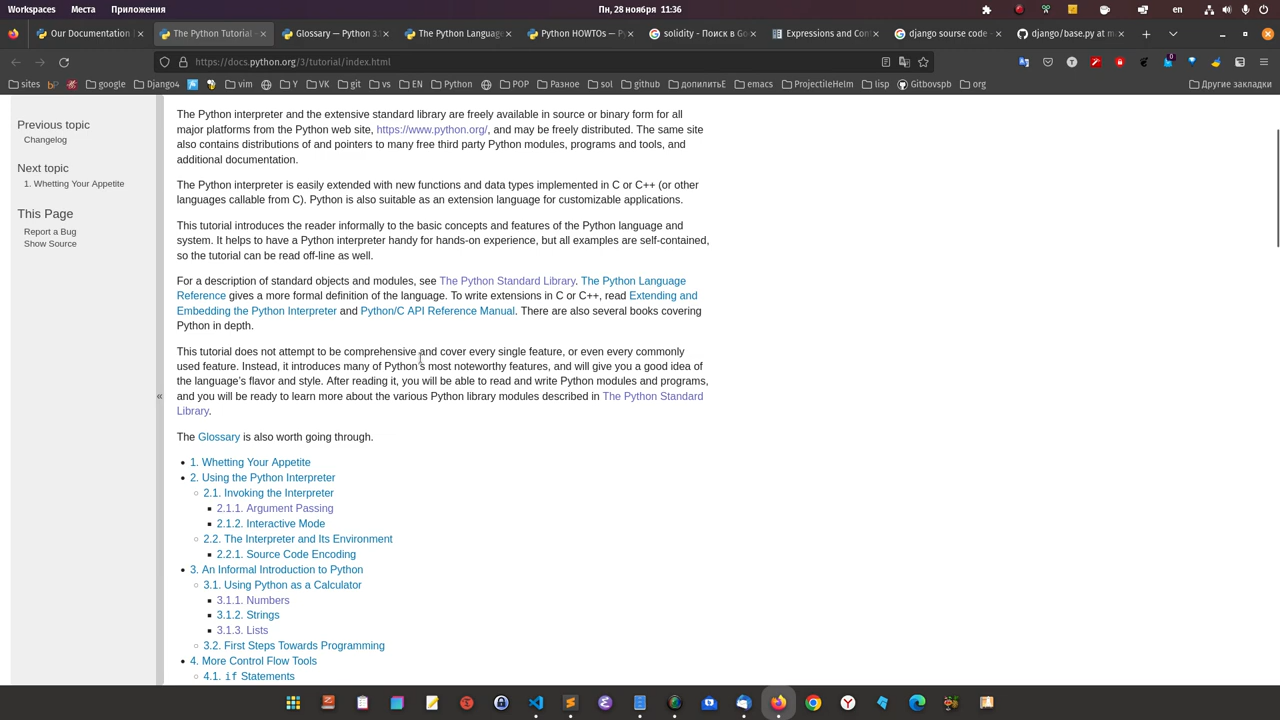 Workspaces Места Приложения Пн, 28 ноября 11:36 en
Our Documentation The Python Tutorial — Glossary — Python 3. The Python Languag Python HOWTOs — Py solidity - Поиск в Go Expressions and Con django sourse code - django/base.py at m
https://docs.python.org/3/tutorial/index.html
sites google Django4 vim Y VK git vs EN Python POP Разное sol github допилитьЕ emacs ProjectileHelm lisp Gitbovspb org Другие закладки
Previous topic
Changelog
Next topic
1. Whetting Your Appetite
This Page
Report a Bug
Show Source
The Python interpreter and the extensive standard library are freely available in source or binary form for all
major platforms from the Python web site, https://www.python.org/, and may be freely distributed. The same site
also contains distributions of and pointers to many free third party Python modules, programs and tools, and
additional documentation.
The Python interpreter is easily extended with new functions and data types implemented in C or C++ (or other
languages callable from C). Python is also suitable as an extension language for customizable applications.
This tutorial introduces the reader informally to the basic concepts and features of the Python language and
system. It helps to have a Python interpreter handy for hands-on experience, but all examples are self-contained,
so the tutorial can be read off-line as well.
For a description of standard objects and modules, see The Python Standard Library. The Python Language
Reference gives a more formal definition of the language. To write extensions in C or C++, read Extending and
Embedding the Python Interpreter and Python/C API Reference Manual. There are also several books covering
Python in depth.
This tutorial does not attempt to be comprehensive and cover every single feature, or even every commonly
used feature. Instead, it introduces many of Python's most noteworthy features, and will give you a good idea of
the language's flavor and style. After reading it, you will be able to read and write Python modules and programs,
and you will be ready to learn more about the various Python library modules described in The Python Standard
Library.
The Glossary is also worth going through.
1. Whetting Your Appetite
2. Using the Python Interpreter
2.1. Invoking the Interpreter
2.1.1. Argument Passing
2.1.2. Interactive Mode
2.2. The Interpreter and Its Environment
2.2.1. Source Code Encoding
3. An Informal Introduction to Python
3.1. Using Python as a Calculator
3.1.1. Numbers
3.1.2. Strings
3.1.3. Lists
3.2. First Steps Towards Programming
4. More Control Flow Tools
4.1. if Statements